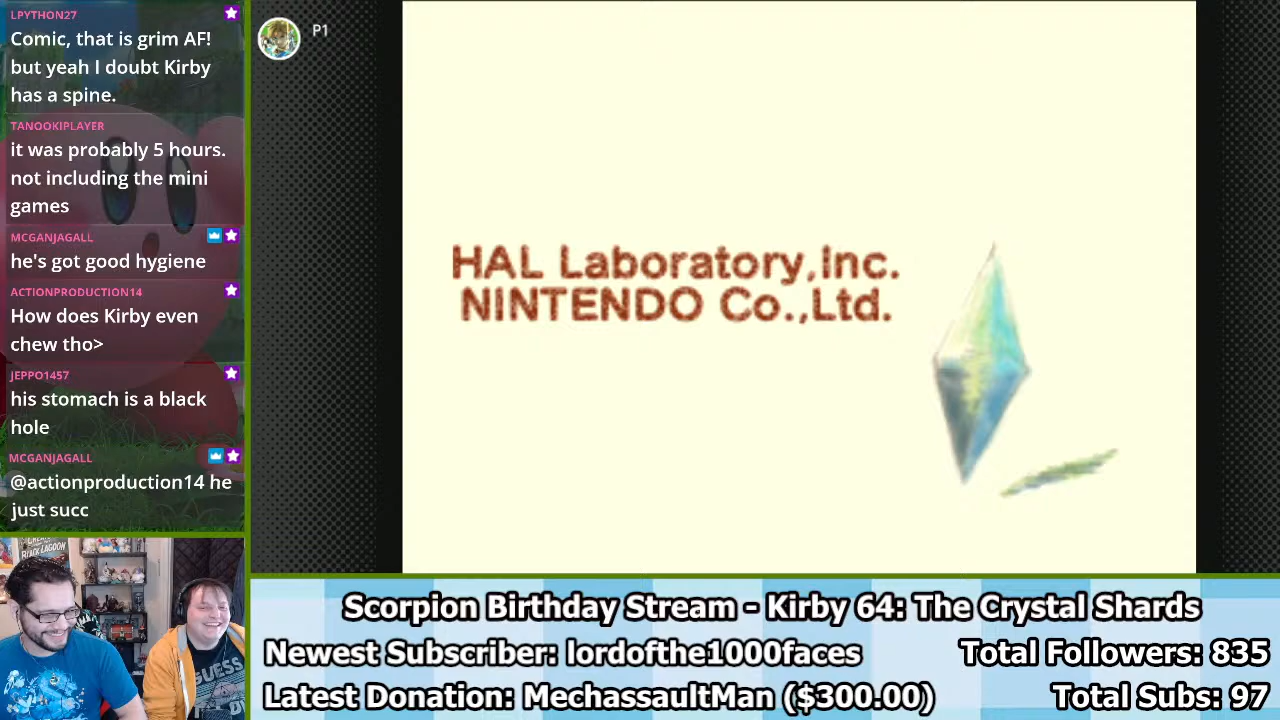 LPYTHON27
Comic, that is grim AF!
but yeah I doubt Kirby
has a spine.
TANOOKIPLAYER
it was probably 5 hours.
not including the mini
games
MCGANJAGALL
he's got good hygiene
ACTIONPRODUCTION14
How does Kirby even
chew tho>
JEPPO1457
his stomach is a black
hole
MCGANJAGALL
@actionproduction14 he
just succ
P1
HAL Laboratory,Inc.
NINTENDO Co.,Ltd.
BLACK LAGOON
GUESS
Scorpion Birthday Stream - Kirby 64: The Crystal Shards
Newest Subscriber: lordofthe1000faces
Total Followers: 835
Latest Donation: MechassaultMan ($300.00)
Total Subs: 97